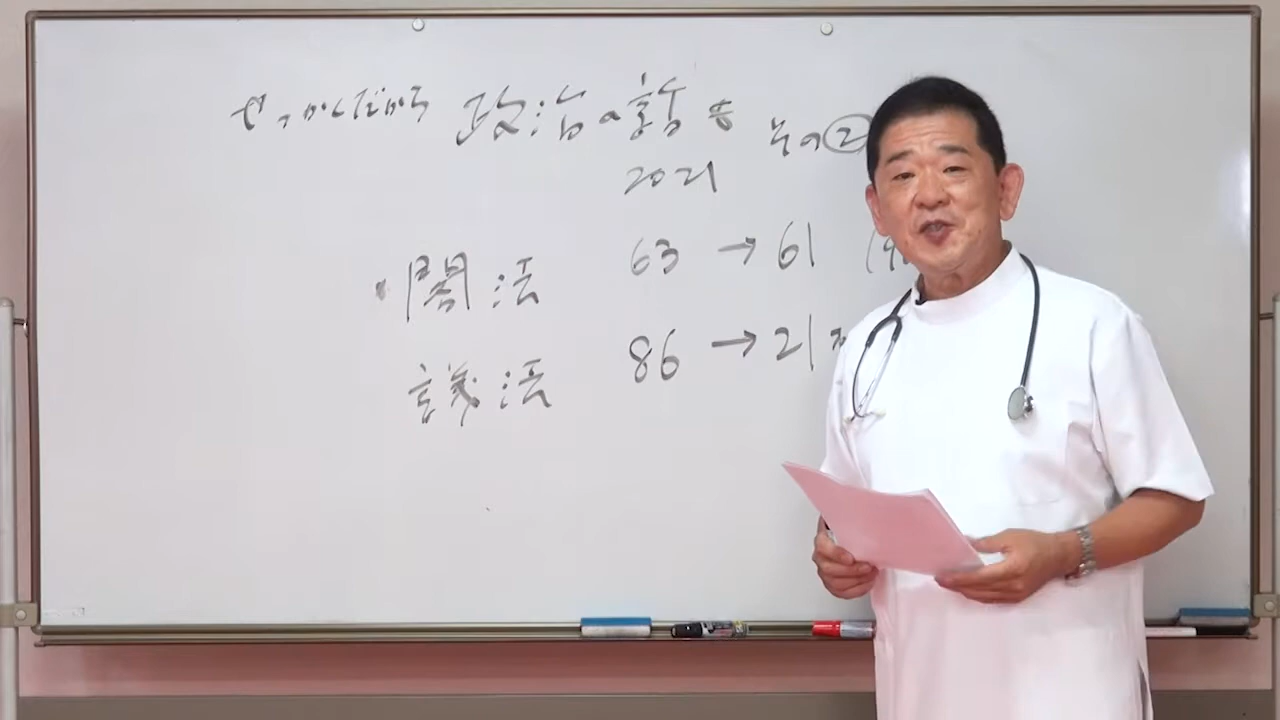 せっかくだから 政治の話を その②
2021
・閣法 63 → 61 (9
議法 86 → 21